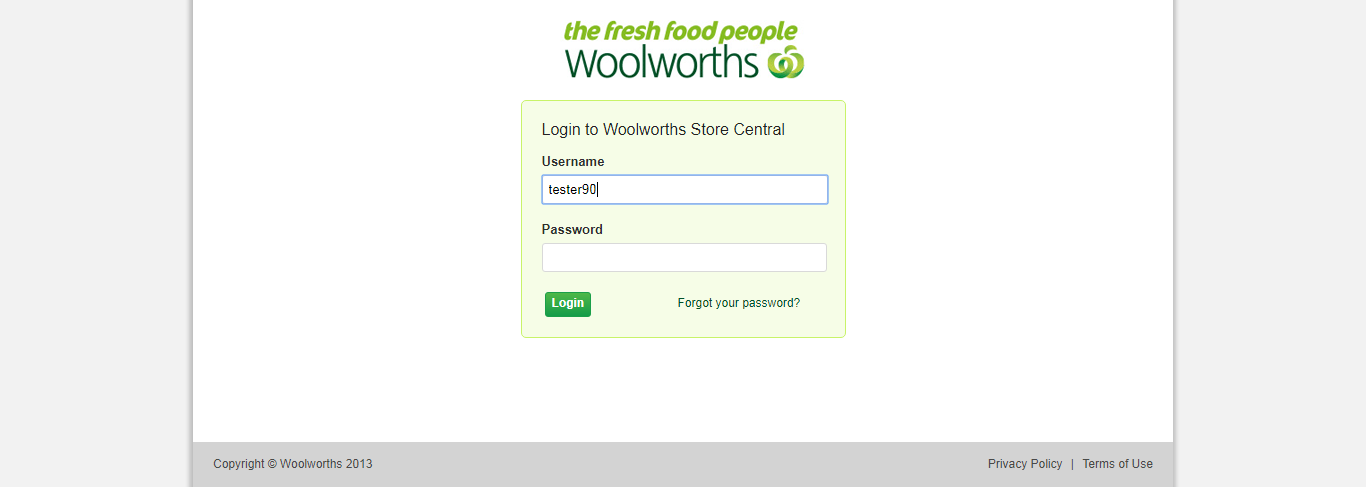 the fresh food people
Woolworths
Login to Woolworths Store Central
Username
tester90
Password
Login Forgot your password?
Copyright © Woolworths 2013 Privacy Policy | Terms of Use